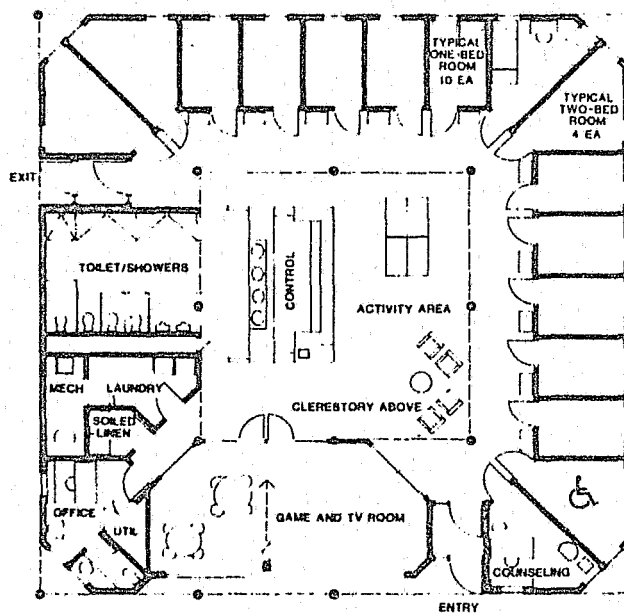 TYPICAL
ONE-BED
ROOM
10 EA
TYPICAL
TWO-BED
ROOM
4 EA
EXIT
TOILET/SHOWERS
CONTROL
ACTIVITY AREA
MECH
LAUNDRY
SOILED
LINEN
CLERESTORY ABOVE
OFFICE
UTIL
GAME AND TV ROOM
COUNSELING
ENTRY